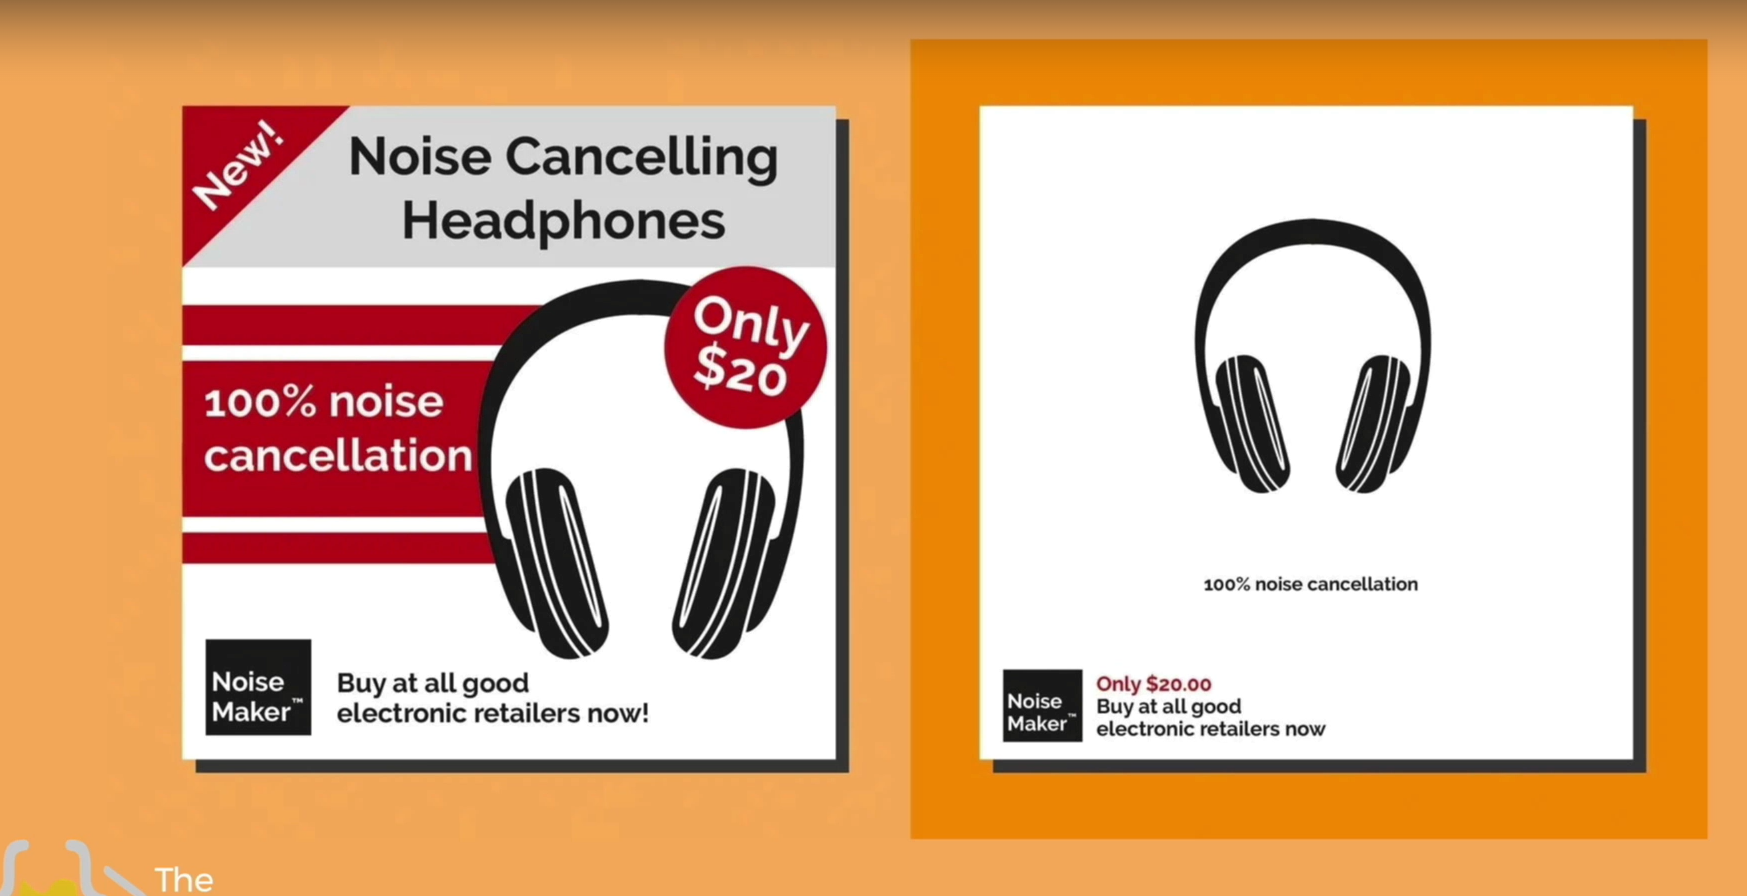 New!
Noise Cancelling
Headphones
Only
$20
100% noise
cancellation
Noise
Maker™
Buy at all good
electronic retailers now!
100% noise cancellation
Noise
Maker™
Only $20.00
Buy at all good
electronic retailers now
The